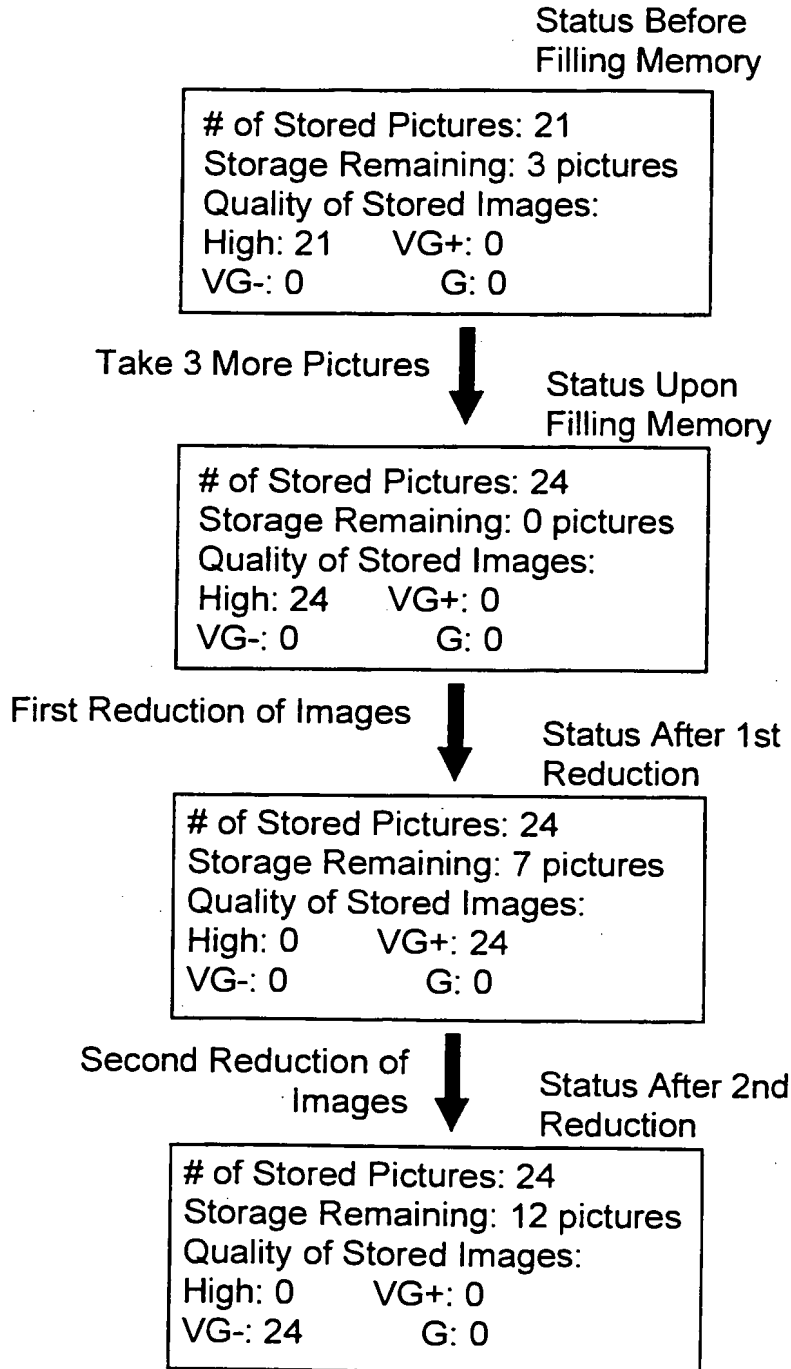 Status Before
Filling Memory
# of Stored Pictures: 21
Storage Remaining: 3 pictures
Quality of Stored Images:
High: 21 VG+: 0
VG-: 0 G: 0
Take 3 More Pictures
Status Upon
Filling Memory
# of Stored Pictures: 24
Storage Remaining: 0 pictures
Quality of Stored Images:
High: 24 VG+: 0
VG-: 0 G: 0
First Reduction of Images
Status After 1st
Reduction
# of Stored Pictures: 24
Storage Remaining: 7 pictures
Quality of Stored Images:
High: 0 VG+: 24
VG-: 0 G: 0
Second Reduction of
Images
Status After 2nd
Reduction
# of Stored Pictures: 24
Storage Remaining: 12 pictures
Quality of Stored Images:
High: 0 VG+: 0
VG-: 24 G: 0